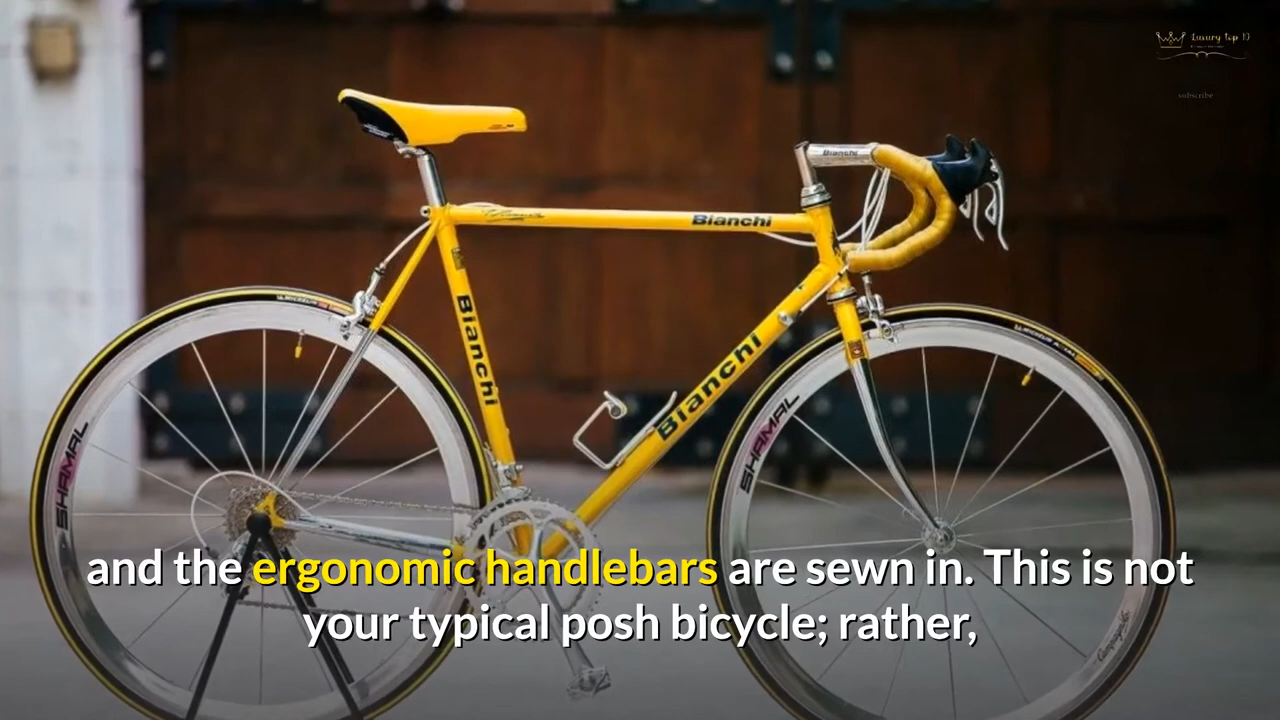 Luxury top 10
subscribe
Bianchi
Bianchi
Bianchi
Bianchi
SHAMAL
SHAMAL
Campagnolo
and the ergonomic handlebars are sewn in. This is not
your typical posh bicycle; rather,